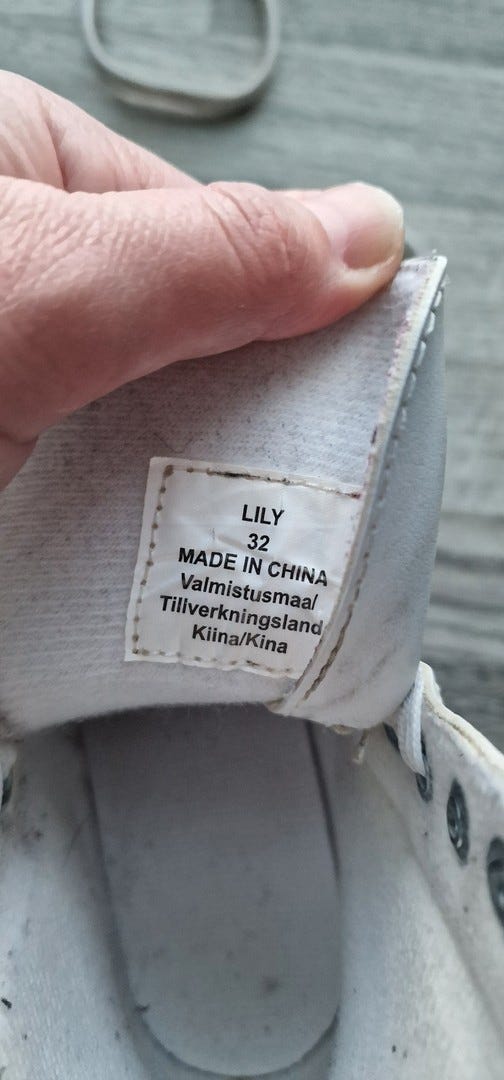 LILY
32
MADE IN CHINA
Valmistusmaa/
Tillverkningsland
Kiina/Kina